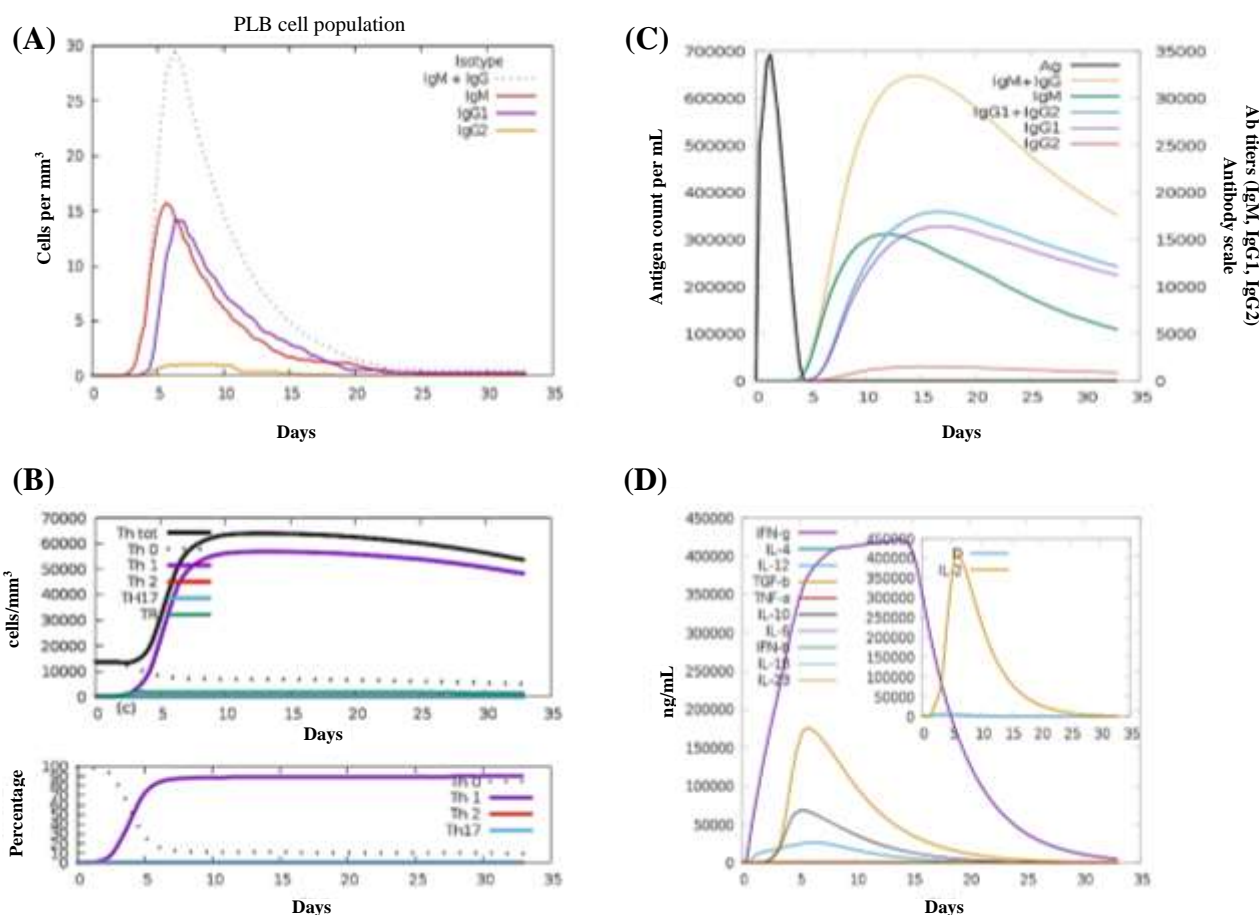 (A)
PLB cell population
30
25
20
15
10
5
0
Isotype
IgM + IgG
IgM
IgG1
IgG2
Cells per mm³
0 5 10 15 20 25 30 35
Days
(C)
700000
600000
500000
400000
300000
200000
100000
0
Ag
IgM+IgG
IgM
IgG1+IgG2
IgG1
IgG2
35000
30000
25000
20000
15000
10000
5000
0
Antigen count per mL
Ab titers (IgM, IgG1, IgG2)
Antibody scale
0 5 10 15 20 25 30 35
Days
(B)
70000
60000
50000
40000
30000
20000
10000
0
Th tot
Th 0
Th 1
Th 2
TH17
TR
cells/mm³
0 5 10 15 20 25 30 35
(c)
Days
100
10
0
Th 0
Th 1
Th 2
Th17
Percentage
0 5 10 15 20 25 30 35
Days
(D)
450000
400000
350000
300000
250000
200000
150000
100000
50000
0
IFN-g
IL-4
IL-12
TGF-b
TNF-a
IL-10
IL-6
IFN-b
IL-18
IL-23
ng/mL
450000
400000
350000
300000
250000
200000
150000
100000
50000
0
D
IL-2
0 5 10 15 20 25 30 35
0 5 10 15 20 25 30 35
Days